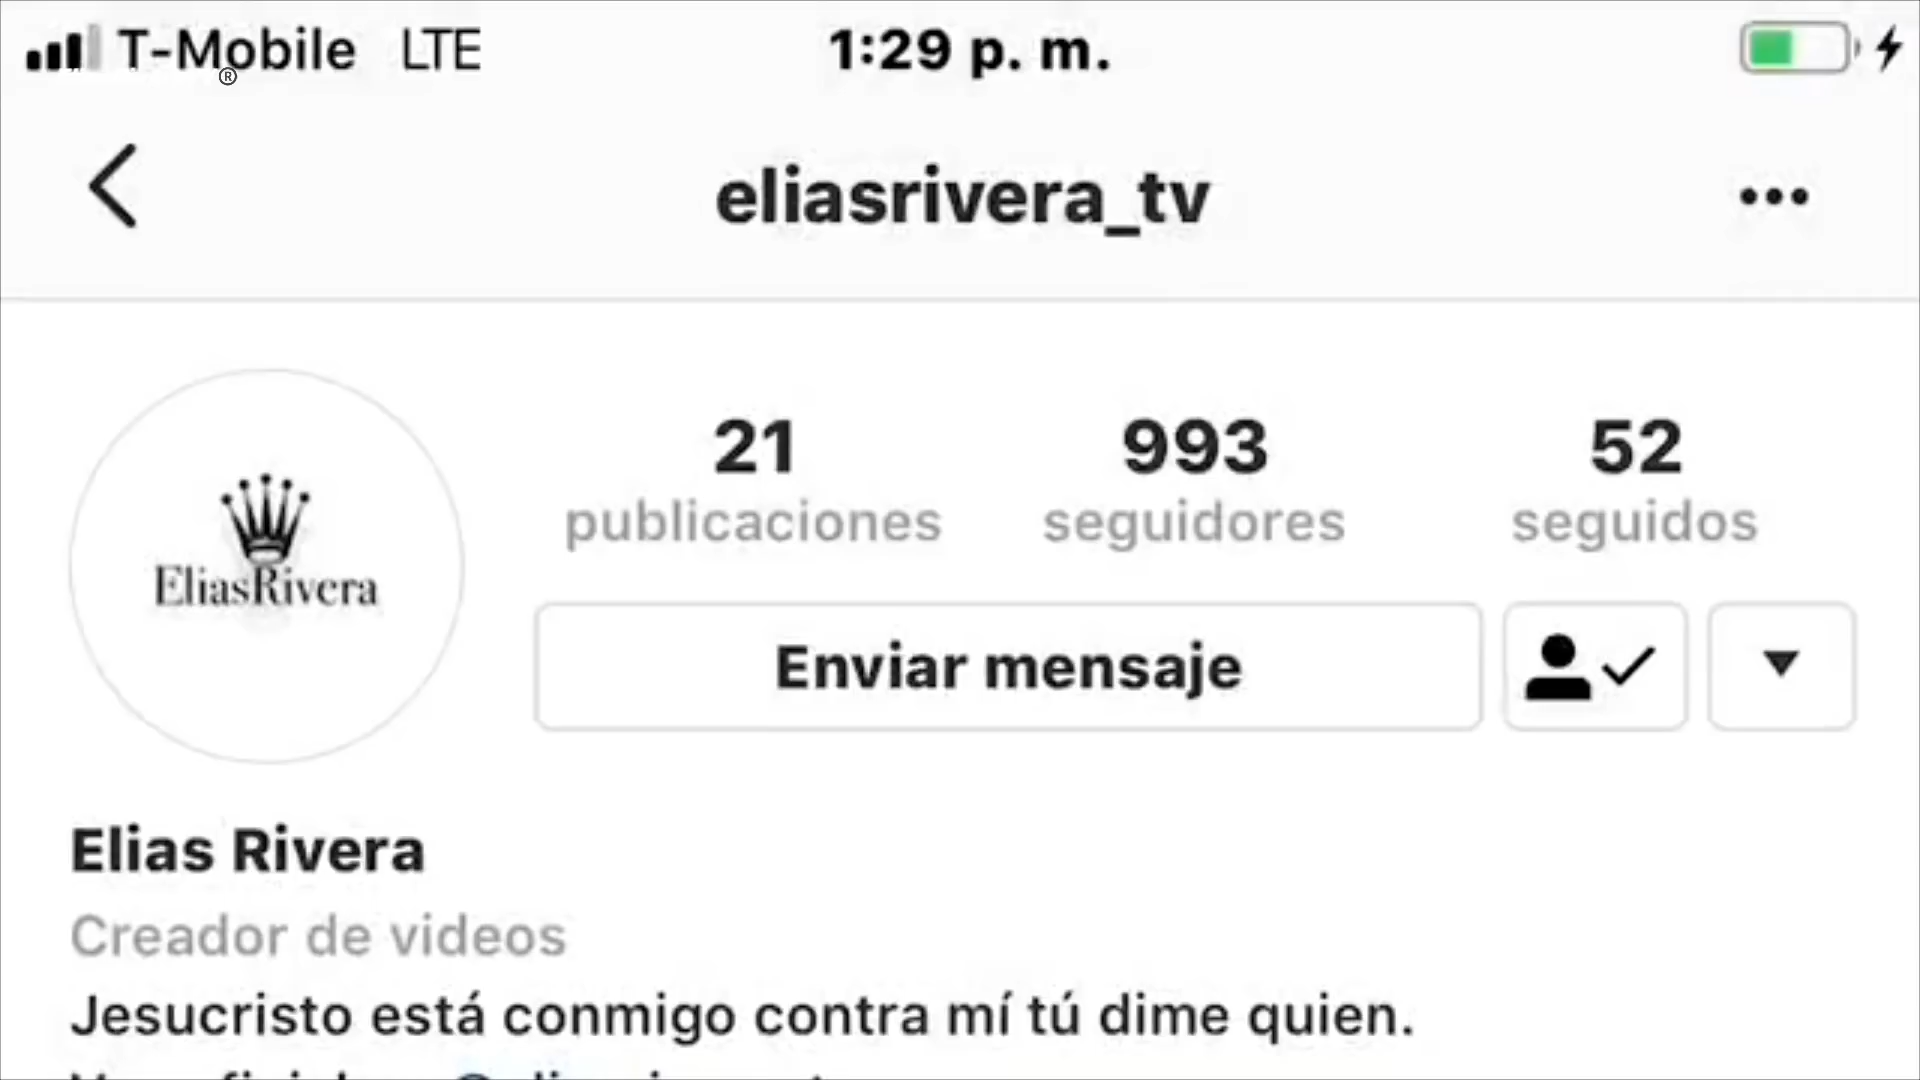 T-Mobile LTE 1:29 p. m.
®
eliasrivera_tv
21 993 52
publicaciones seguidores seguidos
EliasRivera
Enviar mensaje
Elias Rivera
Creador de videos
Jesucristo está conmigo contra mí tú dime quien.